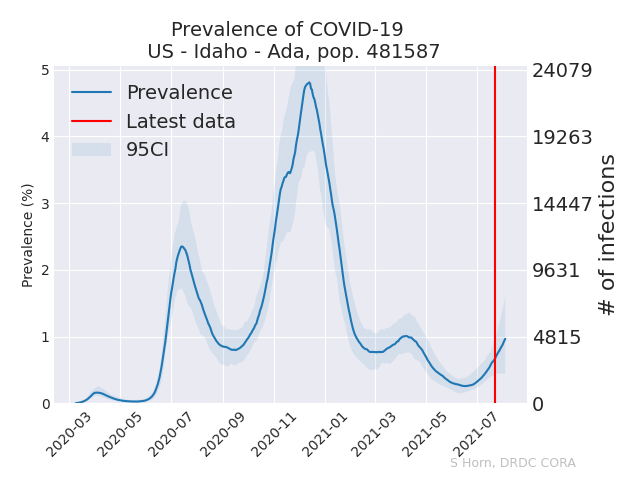 Prevalence of COVID-19
US - Idaho - Ada, pop. 481587
Prevalence
Latest data
95CI
Prevalence (%)
5
4
3
2
1
0
24079
19263
14447
9631
4815
0
# of infections
2020-03
2020-05
2020-07
2020-09
2020-11
2021-01
2021-03
2021-05
2021-07
S Horn, DRDC CORA